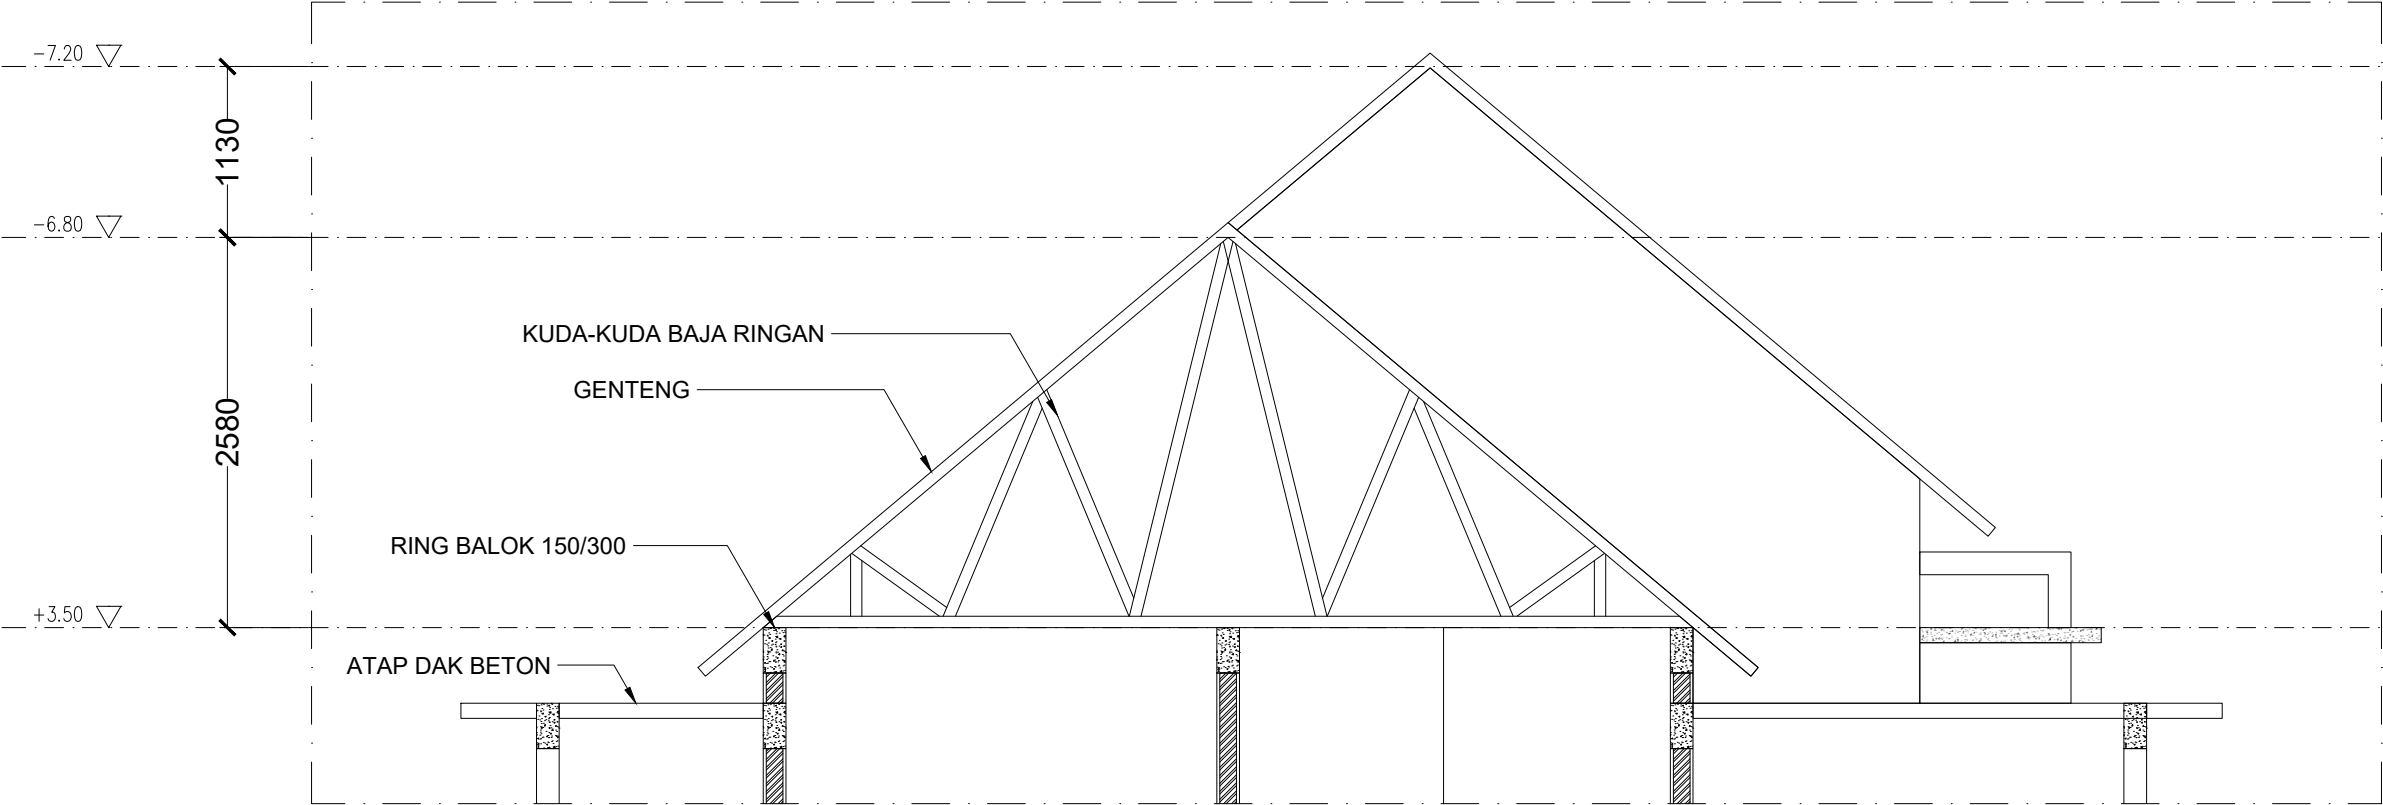 −7.20
1130
−6.80
KUDA-KUDA BAJA RINGAN
GENTENG
2580
RING BALOK 150/300
+3.50
ATAP DAK BETON